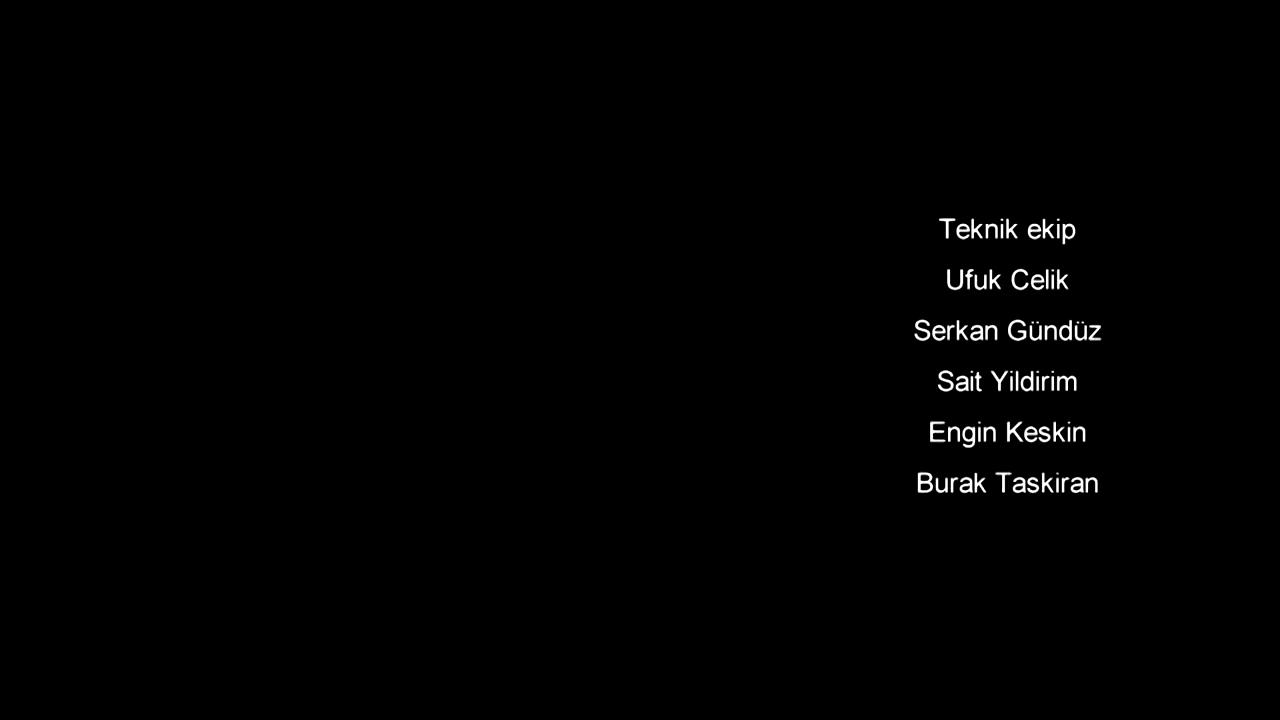 Teknik ekip
Ufuk Celik
Serkan Gündüz
Sait Yildirim
Engin Keskin
Burak Taskiran